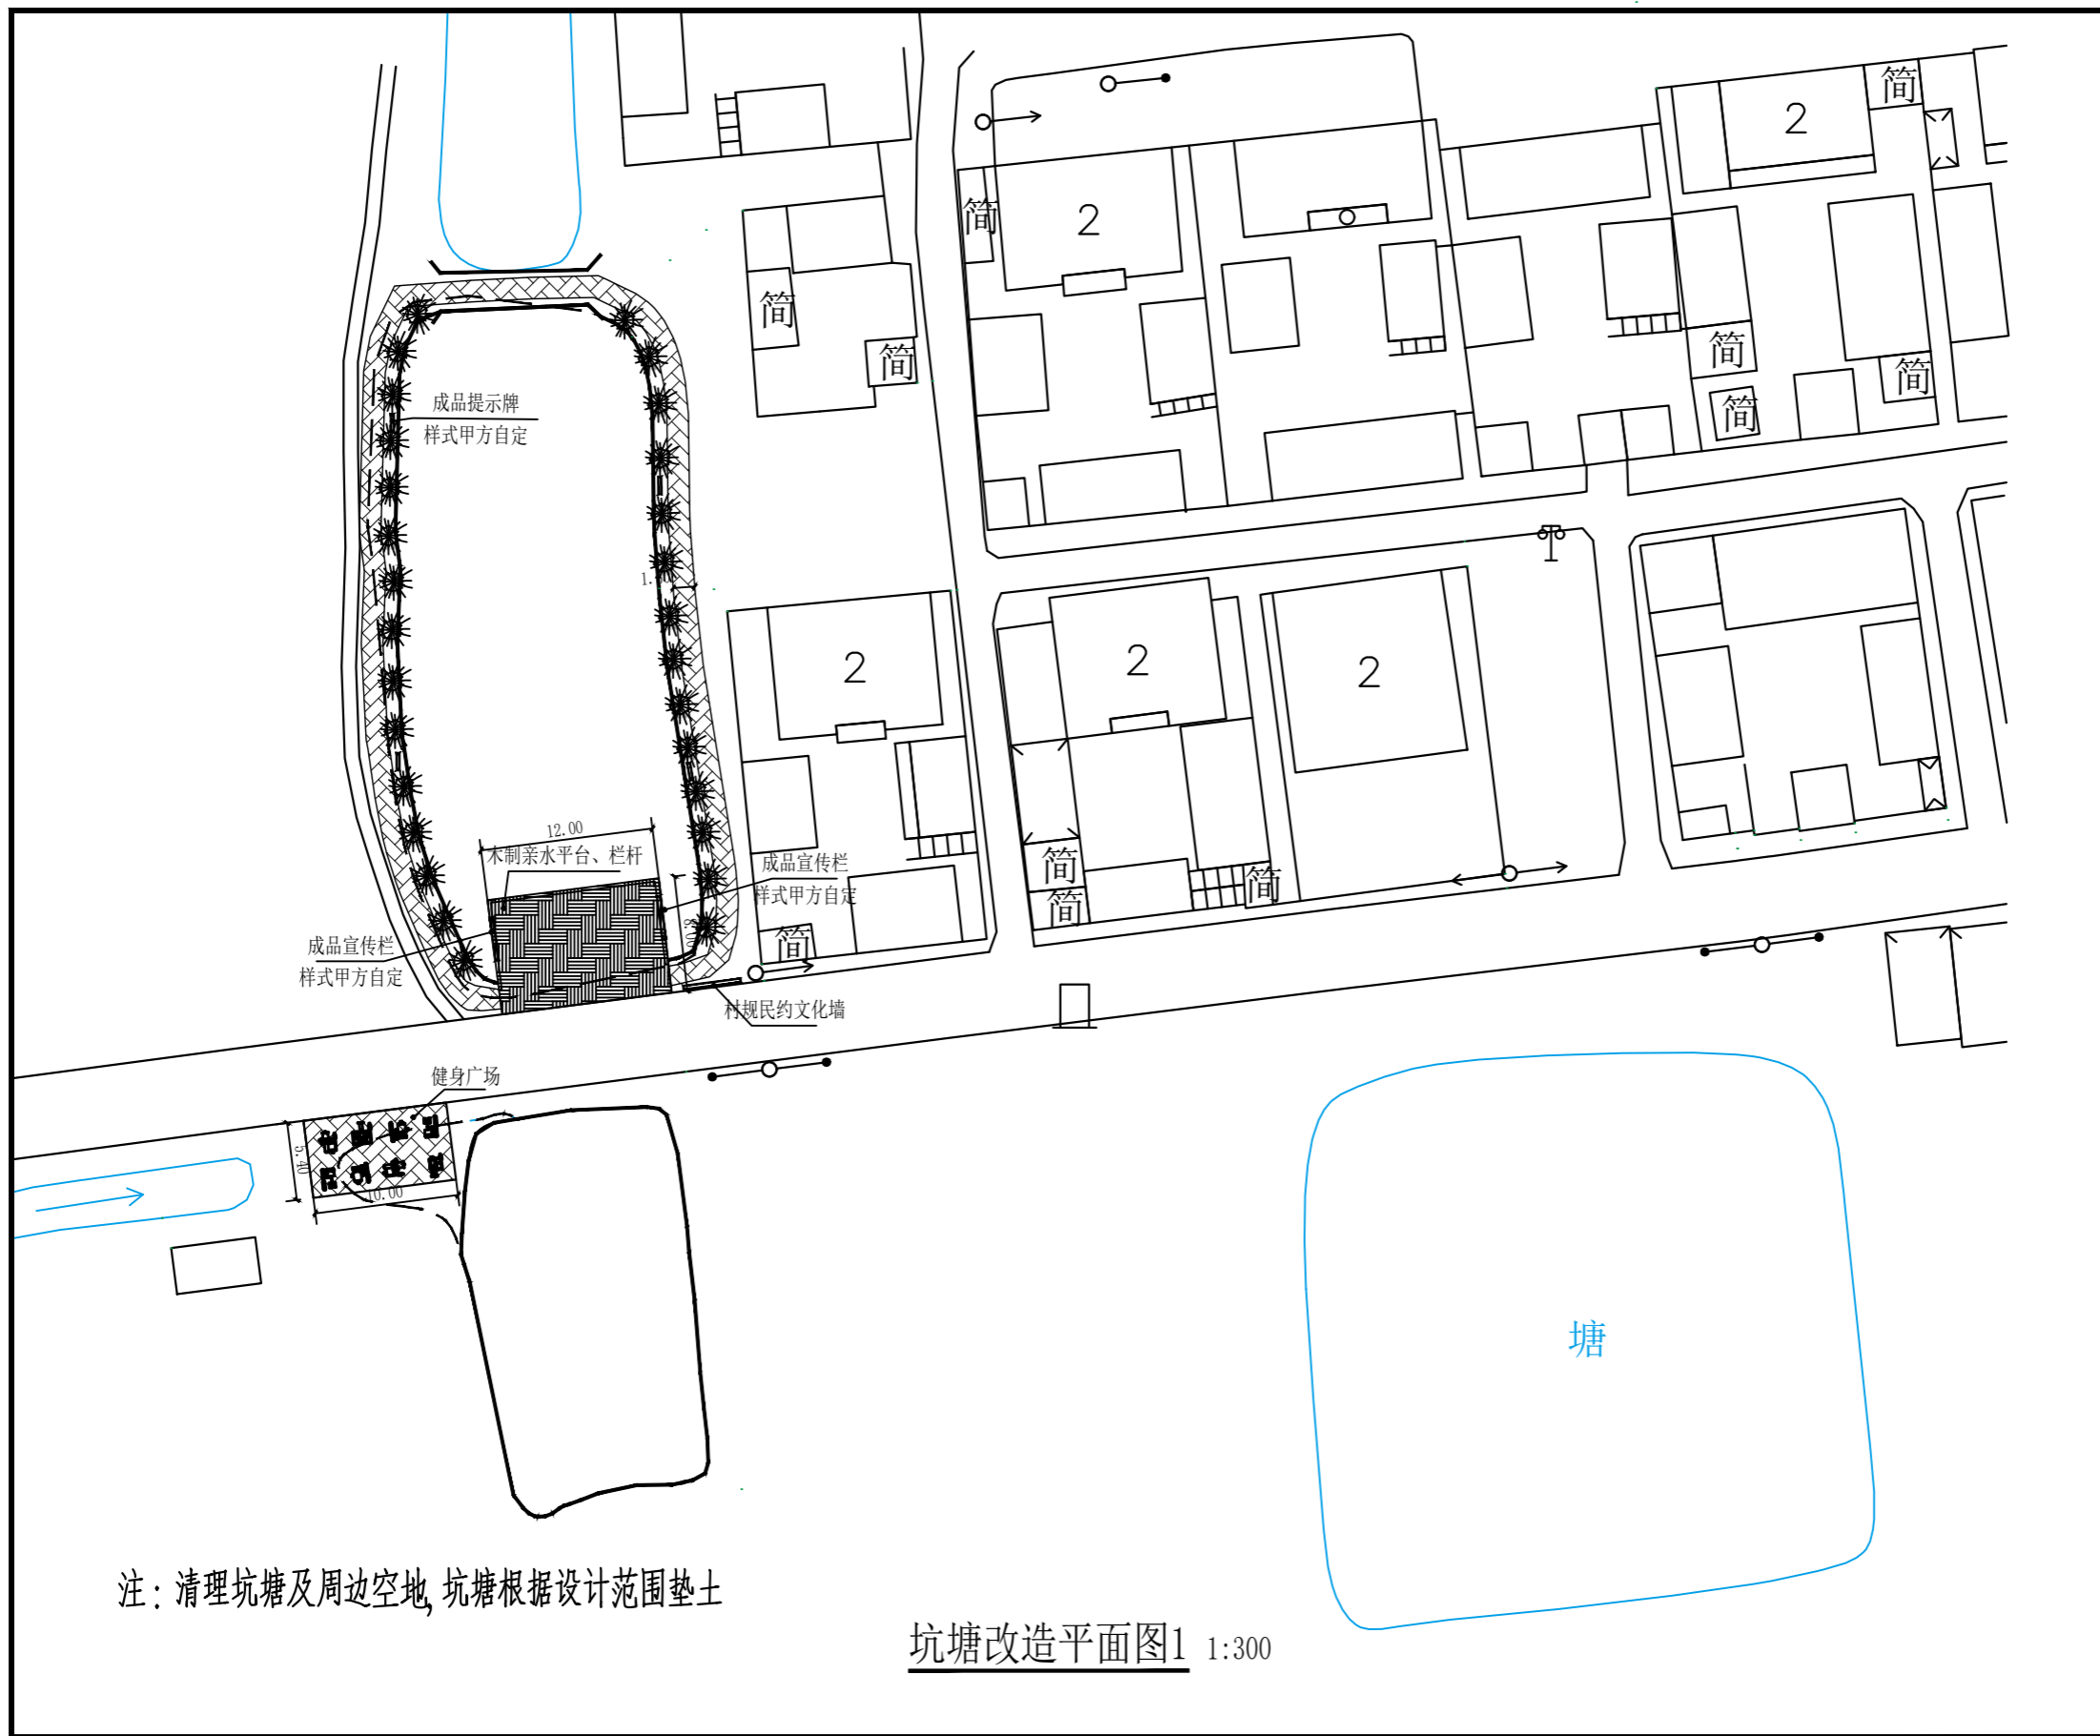 简
2
简
2
简
简
简
简
简
成品提示牌
样式甲方自定
简
2
2
2
12.00
木制亲水平台、栏杆
成品宣传栏
样式甲方自定
8.00
简
简
简
简
成品宣传栏
样式甲方自定
村规民约文化墙
健身广场
5.40
10.00
塘
注:清理坑塘及周边空地,坑塘根据设计范围垫土
坑塘改造平面图1 1:300